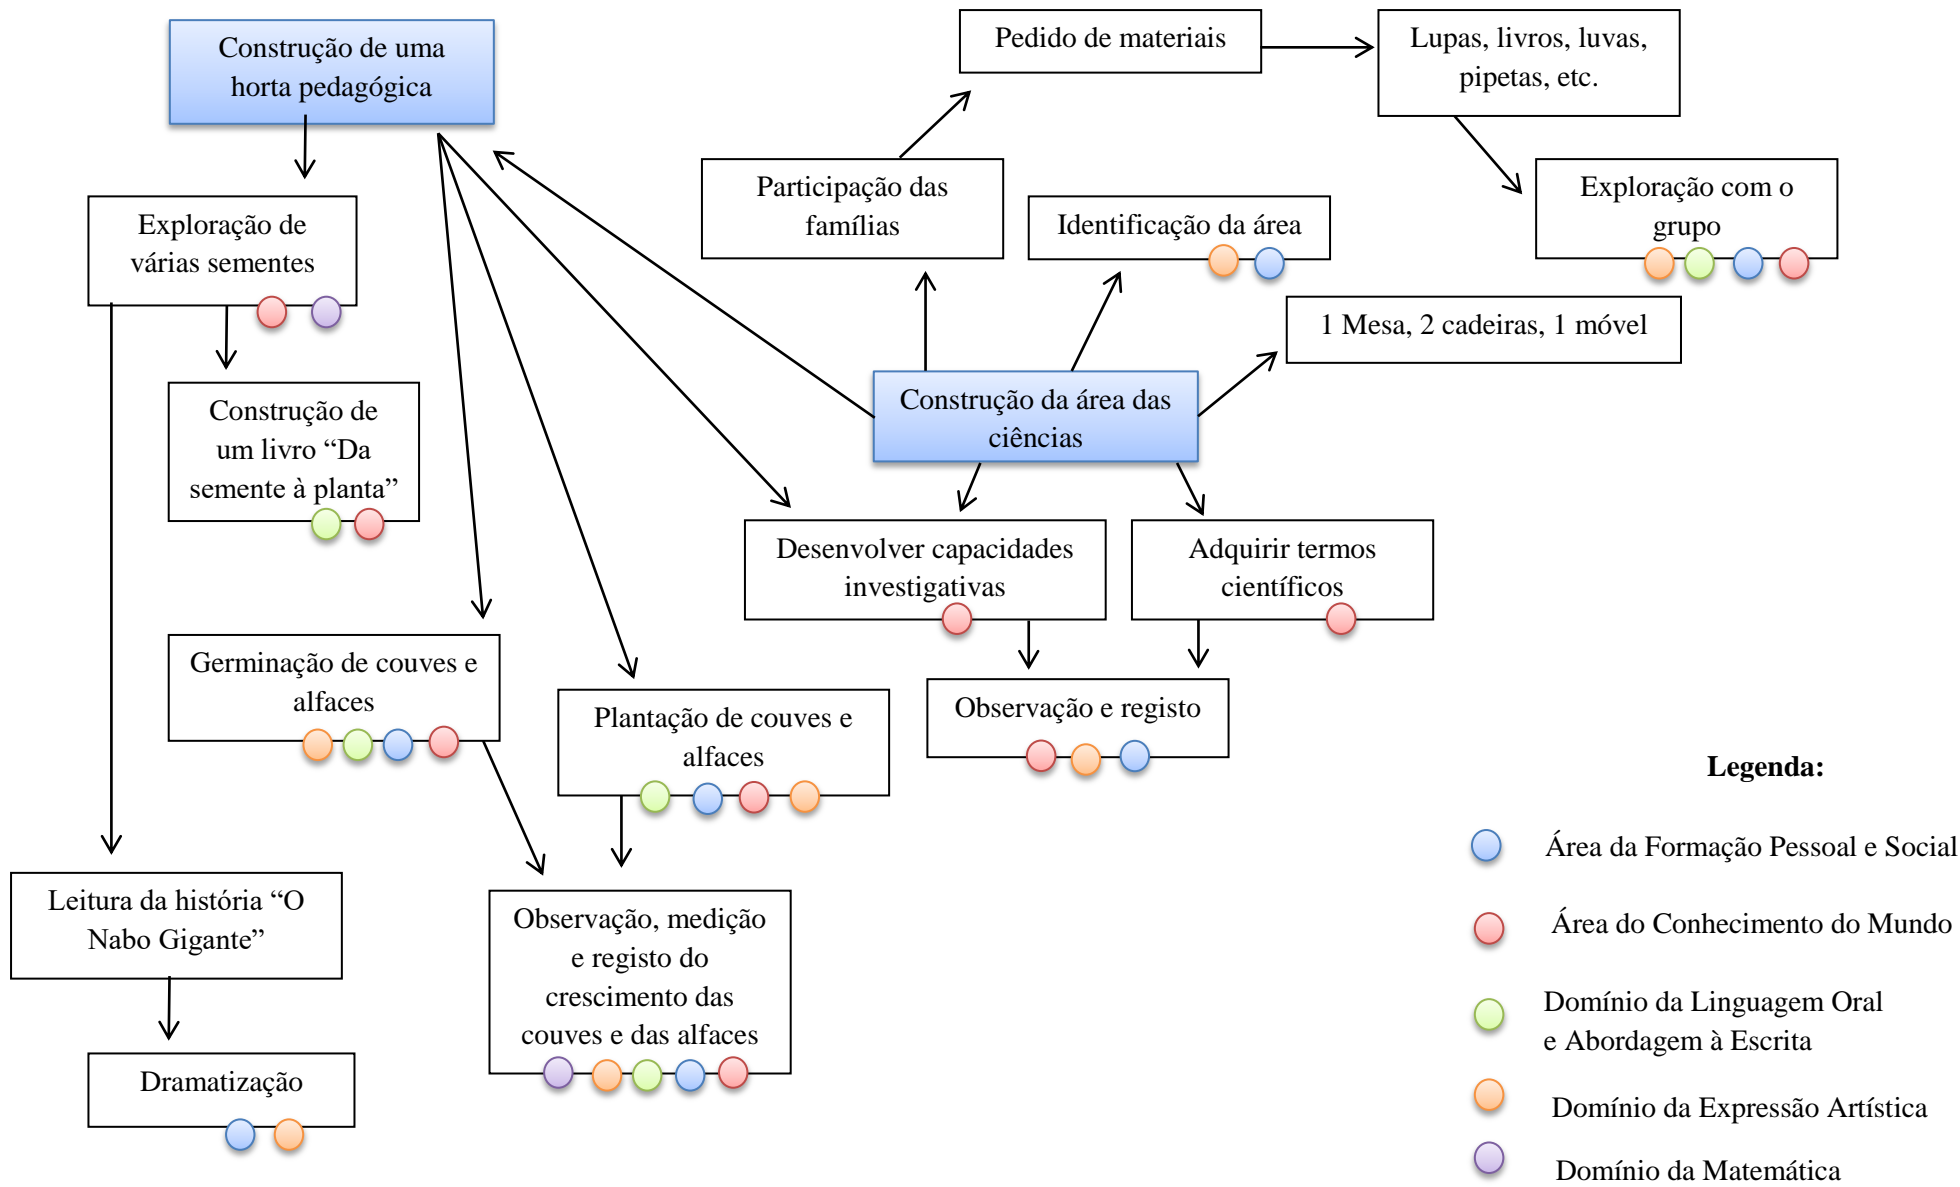 Construção de uma
horta pedagógica
Pedido de materiais
Lupas, livros, luvas,
pipetas, etc.
Participação das
famílias
Identificação da área
Exploração com o
grupo
Exploração de
várias sementes
1 Mesa, 2 cadeiras, 1 móvel
Construção de
um livro “Da
semente à planta”
Construção da área das
ciências
Desenvolver capacidades
investigativas
Adquirir termos
científicos
Germinação de couves e
alfaces
Plantação de couves e
alfaces
Observação e registo
Leitura da história “O
Nabo Gigante”
Observação, medição
e registo do
crescimento das
couves e das alfaces
Dramatização
Legenda:
Área da Formação Pessoal e Social
Área do Conhecimento do Mundo
Domínio da Linguagem Oral
e Abordagem à Escrita
Domínio da Expressão Artística
Domínio da Matemática